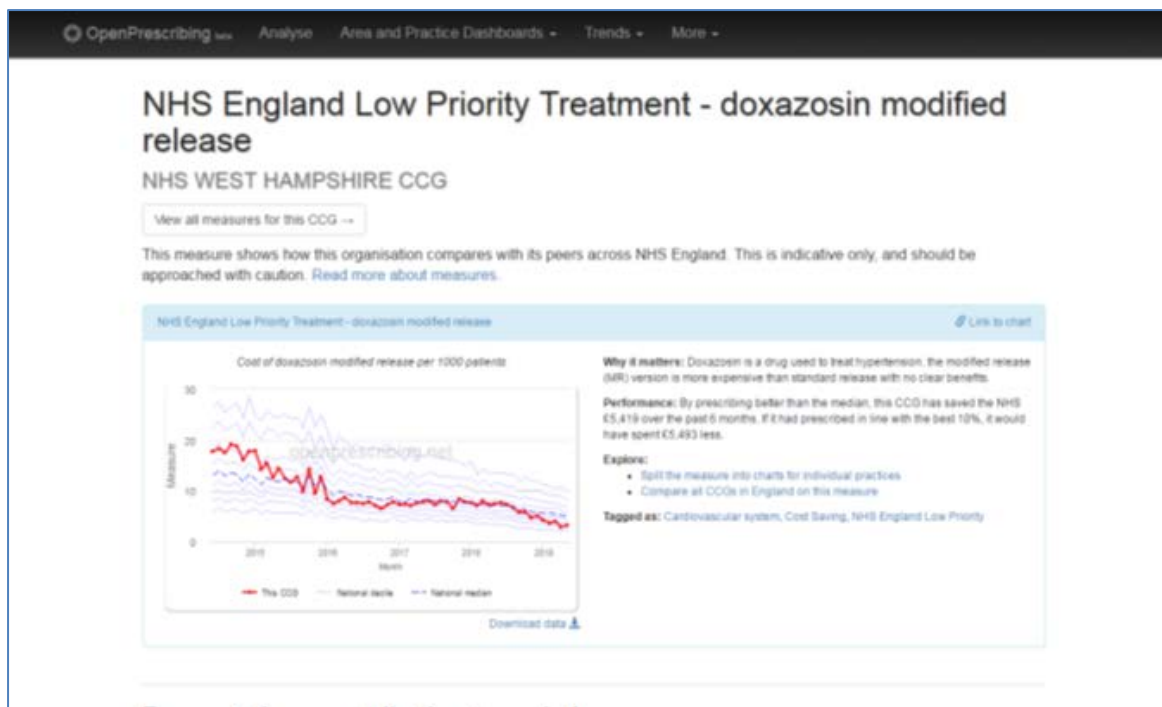 OpenPrescribing beta Analyse Area and Practice Dashboards Trends More
NHS England Low Priority Treatment - doxazosin modified
release
NHS WEST HAMPSHIRE CCG
View all measures for this CCG →
This measure shows how this organisation compares with its peers across NHS England. This is indicative only, and should be
approached with caution. Read more about measures.
NHS England Low Priority Treatment - doxazosin modified release
Link to chart
Cost of doxazosin modified release per 1000 patients
30
20
10
0
Measure
openprescribing.net
2015 2016 2017 2018 2019
Month
This CCG National decile National median
Download data
Why it matters: Doxazosin is a drug used to treat hypertension, the modified release
(MR) version is more expensive than standard release with no clear benefits.
Performance: By prescribing better than the median, this CCG has saved the NHS
£5,419 over the past 6 months. If it had prescribed in line with the best 10%, it would
have spent £5,493 less.
Explore:
• Split the measure into charts for individual practices
• Compare all CCGs in England on this measure
Tagged as: Cardiovascular system, Cost Saving, NHS England Low Priority